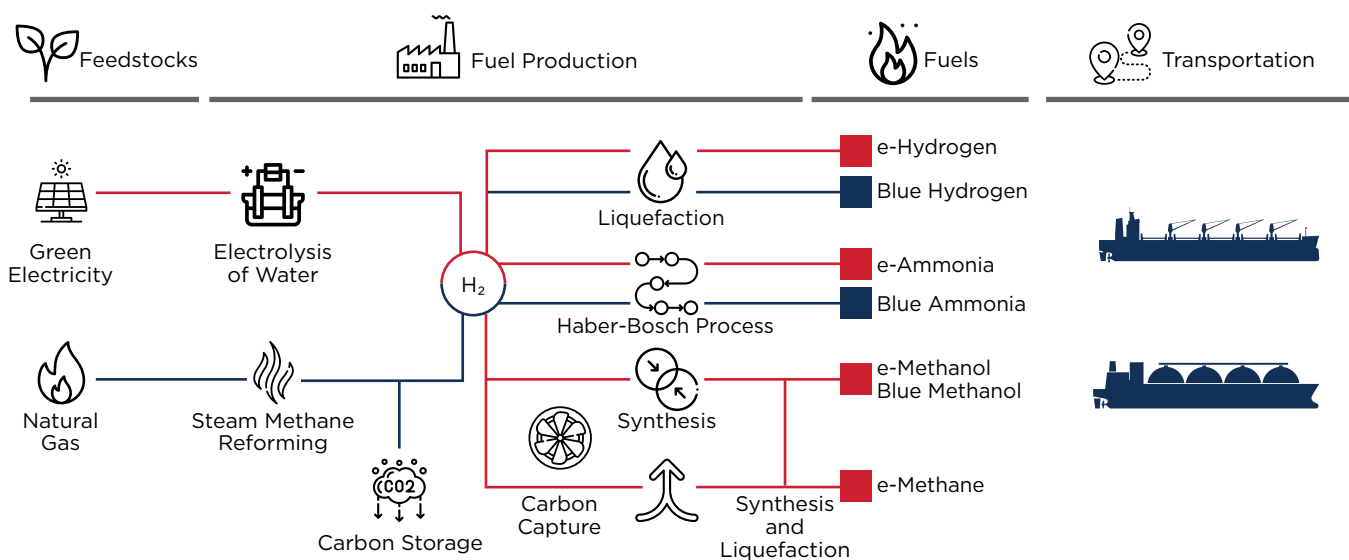 Feedstocks
Fuel Production
Fuels
Transportation
Green
Electricity
Electrolysis
of Water
Natural
Gas
Steam Methane
Reforming
CO2
Carbon Storage
H₂
Liquefaction
Haber-Bosch Process
Synthesis
Carbon
Capture
Synthesis
and
Liquefaction
e-Hydrogen
Blue Hydrogen
e-Ammonia
Blue Ammonia
e-Methanol
Blue Methanol
e-Methane